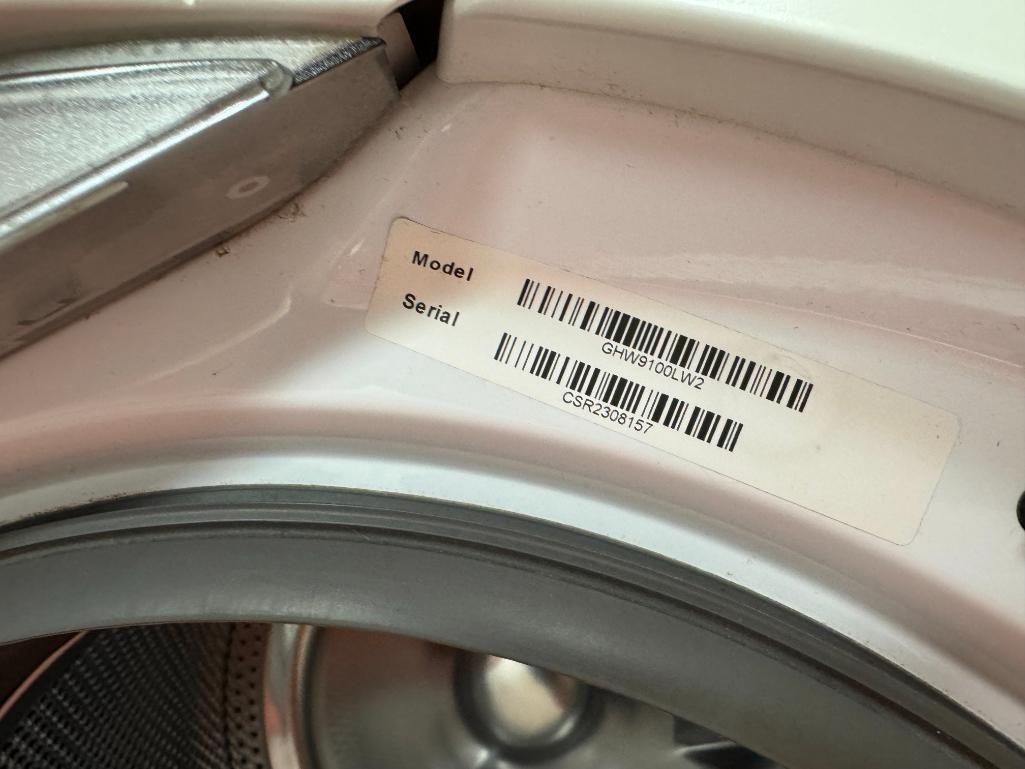 Model
GHW9100LW2
Serial
CSR2308157